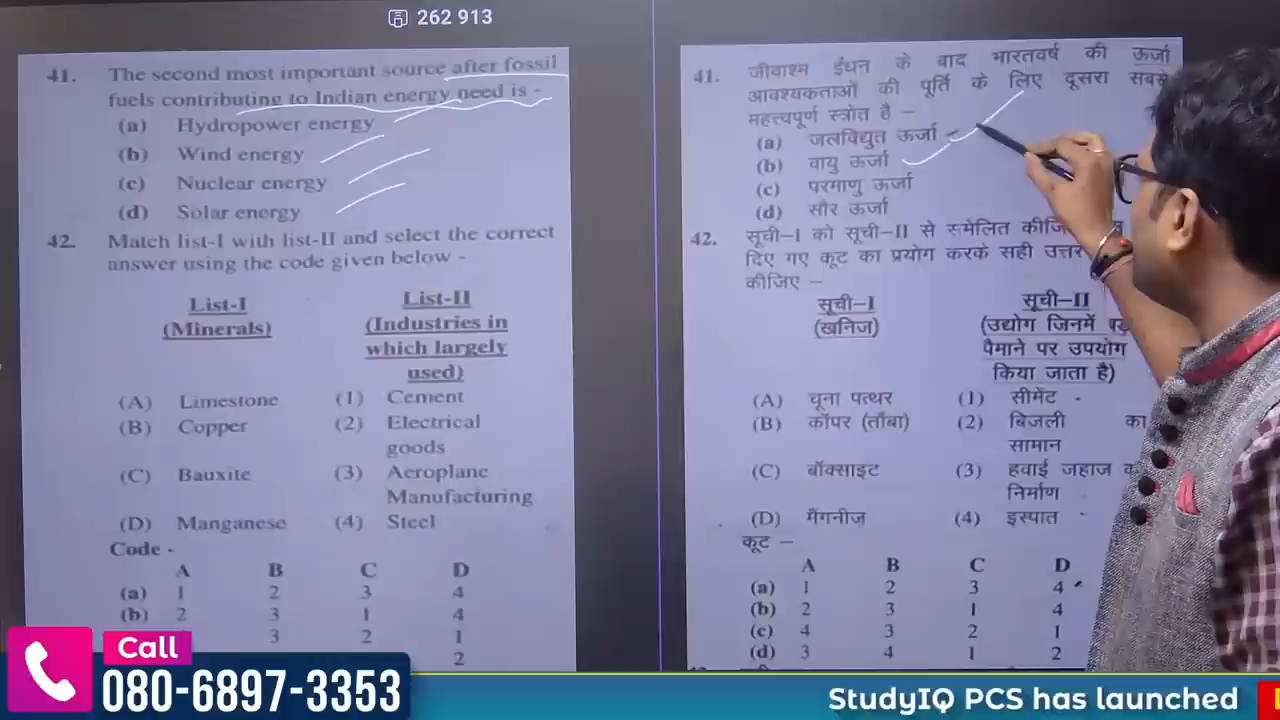 262 913
41. The second most important source after fossil
fuels contributing to Indian energy need is -
(a) Hydropower energy
(b) Wind energy
(c) Nuclear energy
(d) Solar energy
42. Match list-I with list-II and select the correct
answer using the code given below -
List-I List-II
(Minerals) (Industries in
which largely
used)
(A) Limestone (1) Cement
(B) Copper (2) Electrical
goods
(C) Bauxite (3) Aeroplane
Manufacturing
(D) Manganese (4) Steel
Code -
A B C D
(a) 1 2 3 4
(b) 2 3 1 4
3 2 1
2
41. जीवाश्म ईंधन के बाद भारतवर्ष की ऊर्जा
आवश्यकताओं की पूर्ति के लिए दूसरा सबसे
महत्त्वपूर्ण स्त्रोत है -
(a) जलविद्युत ऊर्जा
(b) वायु ऊर्जा
(c) परमाणु ऊर्जा
(d) सौर ऊर्जा
42. सूची-I को सूची-II से सुमेलित
दिए गए कूट का प्रयोग करके सही उत्तर
कीजिए -
सूची-I सूची-II
(खनिज) (उद्योग जिनमें
पैमाने पर उपयोग
किया जाता है)
(A) चूना पत्थर (1) सीमेंट
(B) कॉपर (ताँबा) (2) बिजली का
सामान
(C) बॉक्साइट (3) हवाई जहाज
निर्माण
(D) मैंगनीज़ (4) इस्पात
कूट -
A B C D
(a) 1 2 3 4
(b) 2 3 1 4
(c) 4 3 2 1
(d) 3 4 1 2
Call
080-6897-3353
StudyIQ PCS has launched